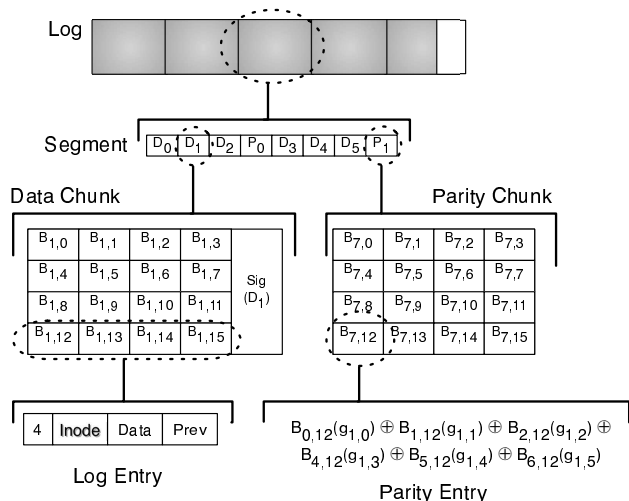 Log
Segment
D0 D1 D2 P0 D3 D4 D5 P1
Data Chunk
Parity Chunk
B1,0 B1,1 B1,2 B1,3
B1,4 B1,5 B1,6 B1,7
B1,8 B1,9 B1,10 B1,11
B1,12 B1,13 B1,14 B1,15
Sig
(D1)
B7,0 B7,1 B7,2 B7,3
B7,4 B7,5 B7,6 B7,7
B7,8 B7,9 B7,10 B7,11
B7,12 B7,13 B7,14 B7,15
4 Inode Data Prev
Log Entry
B0,12(g1,0) ⊕ B1,12(g1,1) ⊕ B2,12(g1,2) ⊕
B4,12(g1,3) ⊕ B5,12(g1,4) ⊕ B6,12(g1,5)
Parity Entry